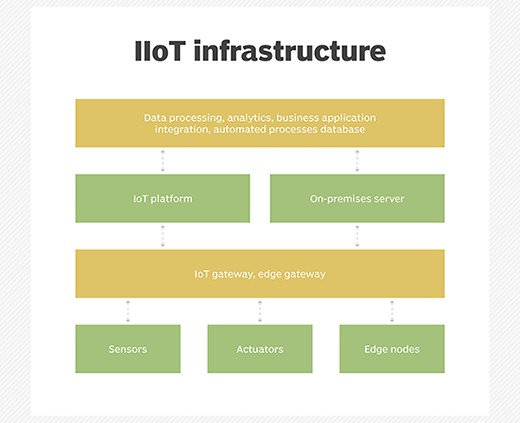 IIoT infrastructure
Data processing, analytics, business application
integration, automated processes database
IoT platform
On-premises server
IoT gateway, edge gateway
Sensors
Actuators
Edge nodes